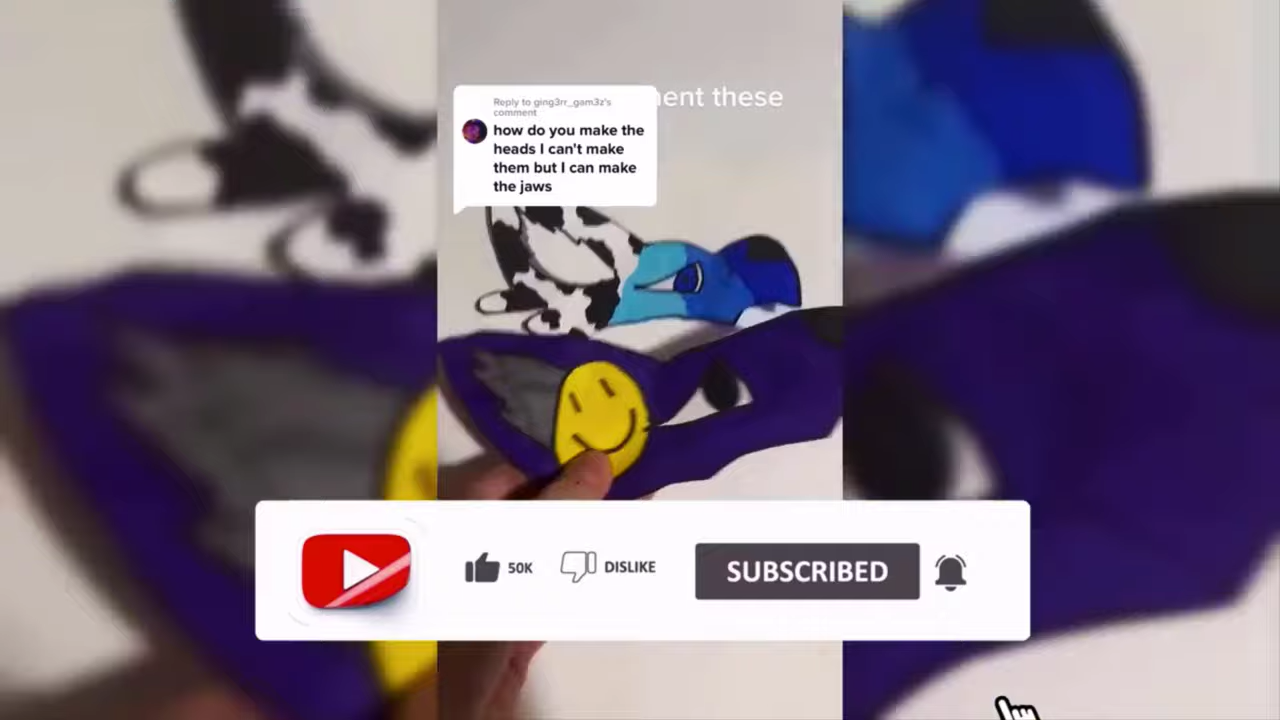 Reply to ging3rr_gam3z's
comment
ent these
how do you make the
heads I can't make
them but I can make
the jaws
50K
DISLIKE
SUBSCRIBED